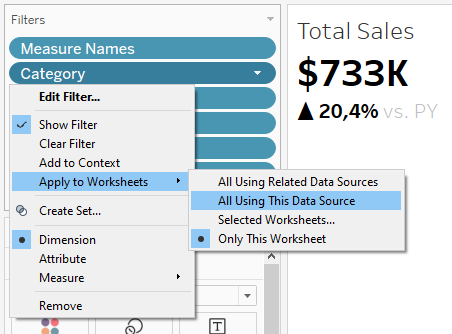 Filters
Measure Names
Category
Edit Filter...
Show Filter
Clear Filter
Add to Context
Apply to Worksheets
Create Set...
Dimension
Attribute
Measure
Remove
All Using Related Data Sources
All Using This Data Source
Selected Worksheets...
Only This Worksheet
T
Total Sales
$733K
▲ 20,4% vs. PY